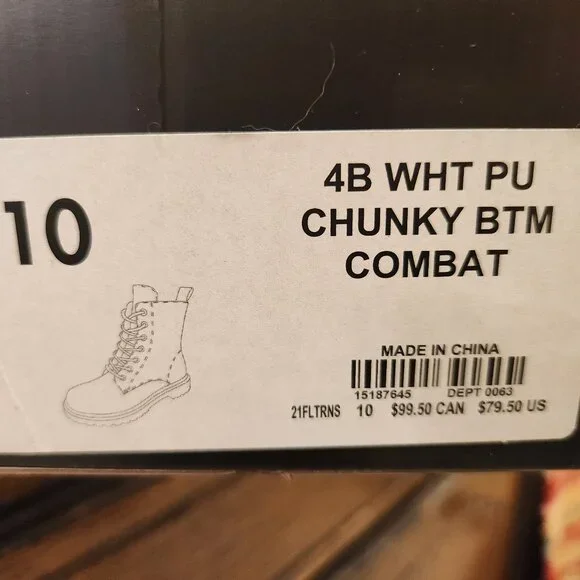 10
4B WHT PU
CHUNKY BTM
COMBAT
MADE IN CHINA
15187645 DEPT 0063
21FLTRNS 10 $99.50 CAN $79.50 US